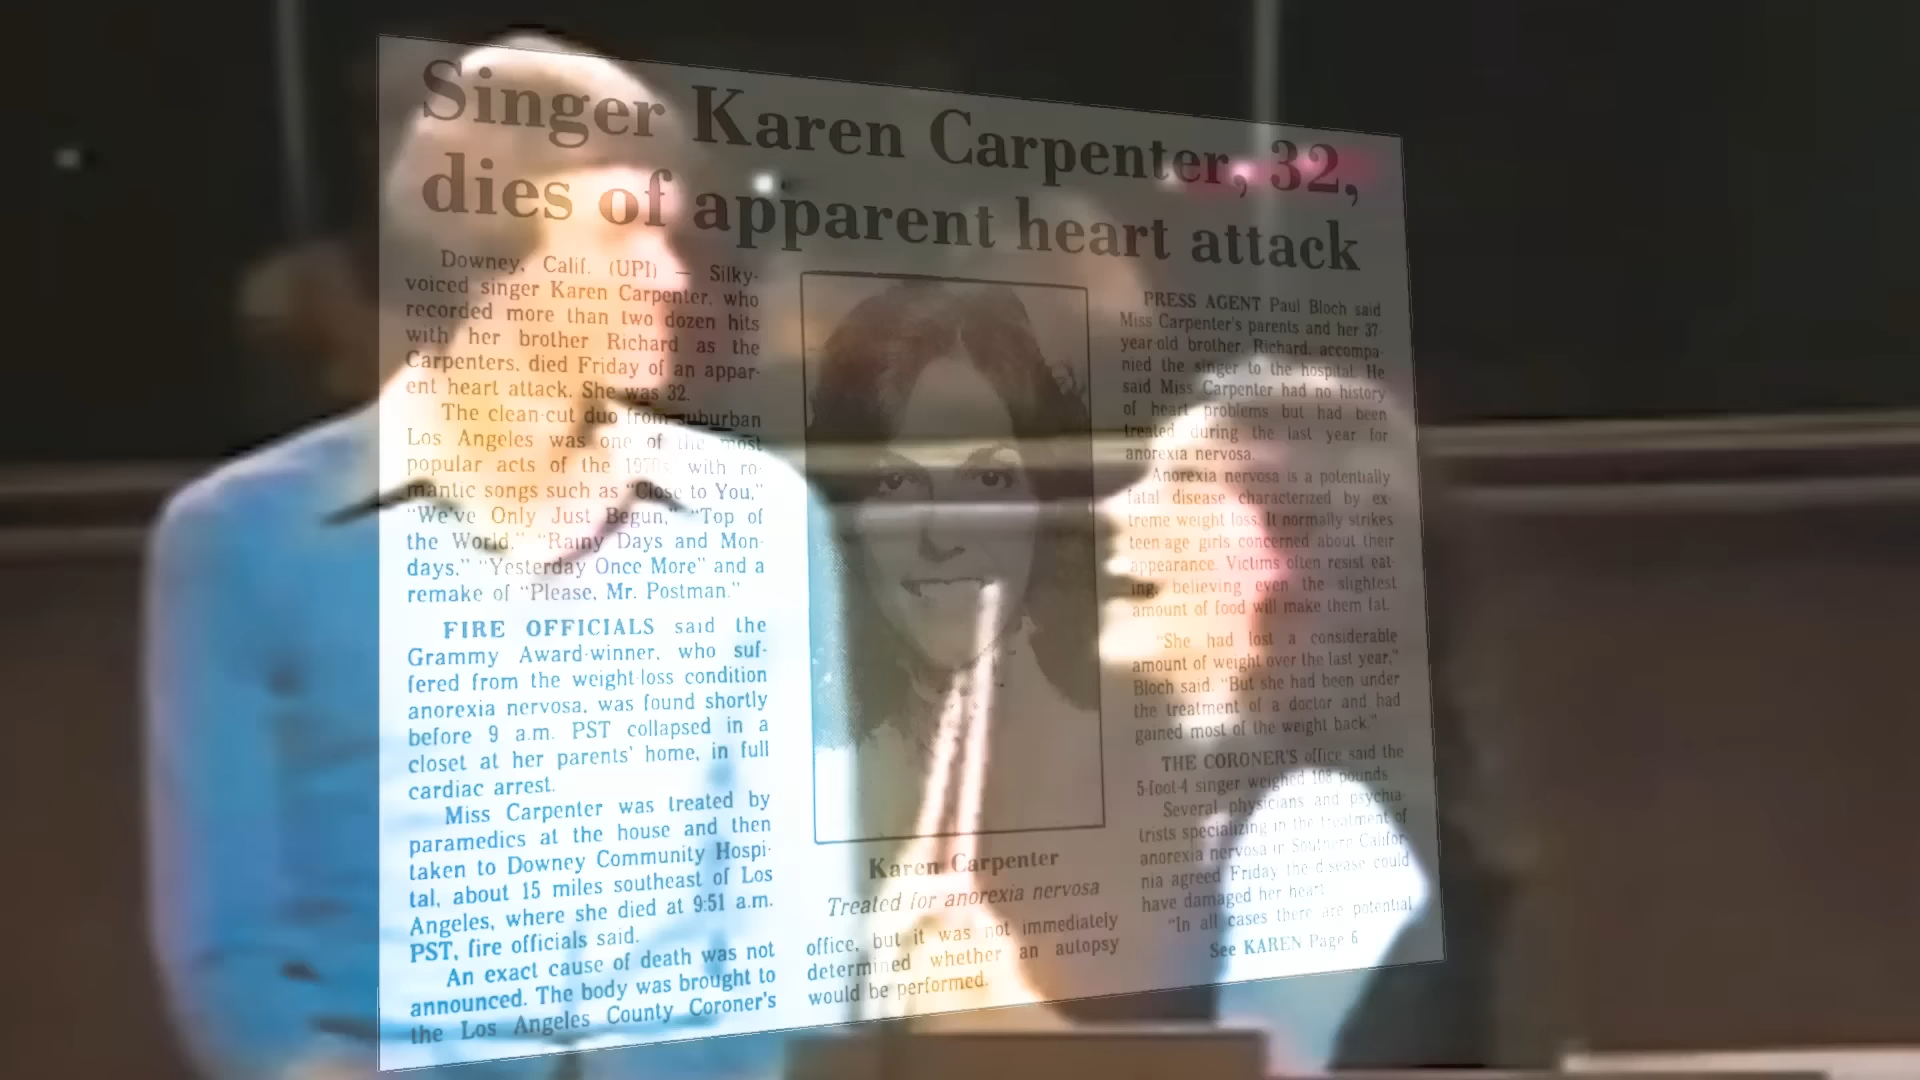 Singer Karen Carpenter, 32,
dies of apparent heart attack
Downey, Calif. (UPI) — Silky-
voiced singer Karen Carpenter, who
recorded more than two dozen hits
with her brother Richard as the
Carpenters, died Friday of an appar-
ent heart attack. She was 32.
The clean-cut duo from suburban
Los Angeles was one of the most
popular acts of the 1970s with ro-
mantic songs such as "Close to You,"
"We've Only Just Begun," "Top of
the World," "Rainy Days and Mon-
days," "Yesterday Once More" and a
remake of "Please, Mr. Postman."
FIRE OFFICIALS said the
Grammy Award-winner, who suf-
fered from the weight-loss condition
anorexia nervosa, was found shortly
before 9 a.m. PST collapsed in a
closet at her parents' home, in full
cardiac arrest.
Miss Carpenter was treated by
paramedics at the house and then
taken to Downey Community Hospi-
tal, about 15 miles southeast of Los
Angeles, where she died at 9:51 a.m.
PST, fire officials said.
An exact cause of death was not
announced. The body was brought to
the Los Angeles County Coroner's
Karen Carpenter
Treated for anorexia nervosa
office, but it was not immediately
determined whether an autopsy
would be performed.
PRESS AGENT Paul Bloch said
Miss Carpenter's parents and her 37-
year-old brother, Richard, accompa-
nied the singer to the hospital. He
said Miss Carpenter had no history
of heart problems but had been
treated during the last year for
anorexia nervosa.
Anorexia nervosa is a potentially
fatal disease characterized by ex-
treme weight loss. It normally strikes
teen-age girls concerned about their
appearance. Victims often resist eat-
ing, believing even the slightest
amount of food will make them fat.
"She had lost a considerable
amount of weight over the last year,"
Bloch said. "But she had been under
the treatment of a doctor and had
gained most of the weight back."
THE CORONER'S office said the
5-foot-4 singer weighed 108 pounds
Several physicians and psychia-
trists specializing in the treatment of
anorexia nervosa in Southern Califor-
nia agreed Friday the disease could
have damaged her heart.
"In all cases there are potential
See KAREN Page 6